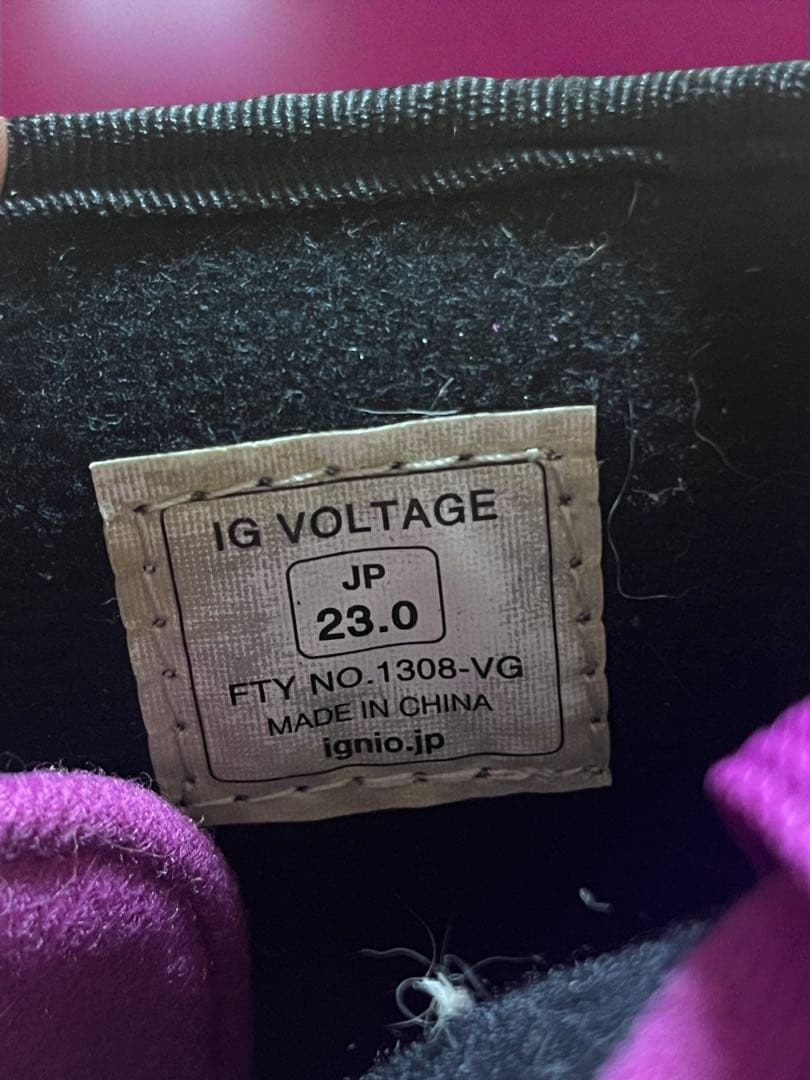 IG VOLTAGE
JP
23.0
FTY NO.1308-VG
MADE IN CHINA
ignio.jp